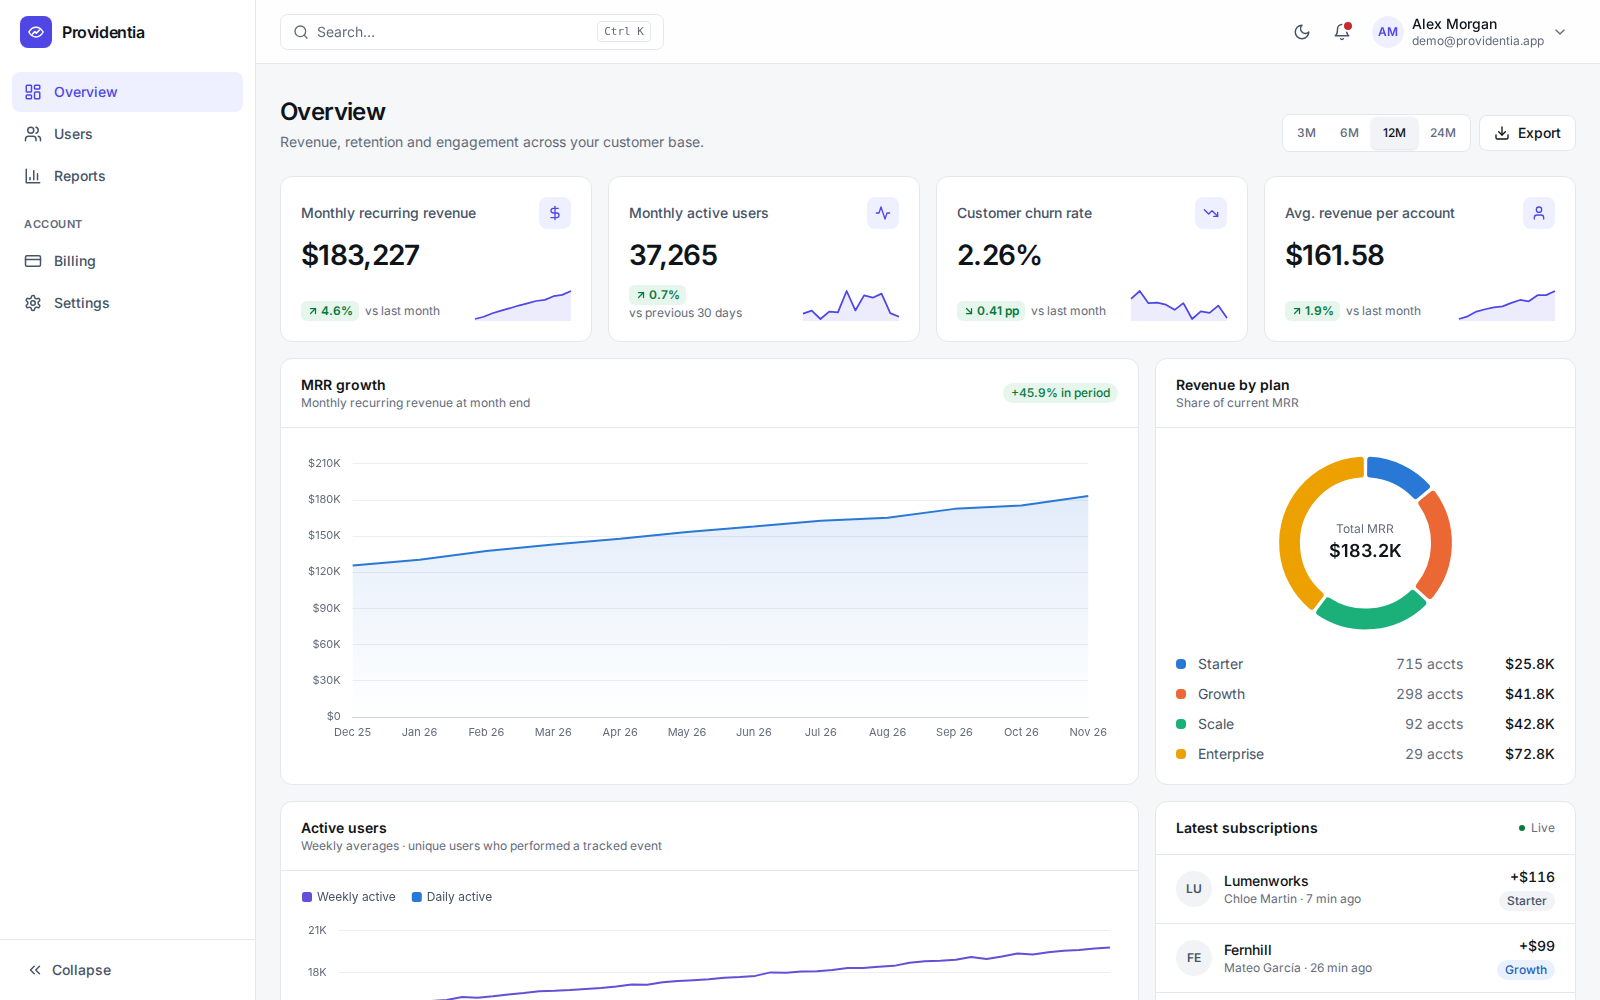 Providentia
Search...
Ctrl K
AM
Alex Morgan
demo@providentia.app
Overview
Users
Reports
ACCOUNT
Billing
Settings
Collapse
Overview
Revenue, retention and engagement across your customer base.
3M 6M 12M 24M
Export
Monthly recurring revenue
$183,227
4.6% vs last month
Monthly active users
37,265
0.7%
vs previous 30 days
Customer churn rate
2.26%
0.41 pp vs last month
Avg. revenue per account
$161.58
1.9% vs last month
MRR growth
Monthly recurring revenue at month end
+45.9% in period
$210K
$180K
$150K
$120K
$90K
$60K
$30K
$0
Dec 25 Jan 26 Feb 26 Mar 26 Apr 26 May 26 Jun 26 Jul 26 Aug 26 Sep 26 Oct 26 Nov 26
Revenue by plan
Share of current MRR
Total MRR
$183.2K
Starter 715 accts $25.8K
Growth 298 accts $41.8K
Scale 92 accts $42.8K
Enterprise 29 accts $72.8K
Active users
Weekly averages · unique users who performed a tracked event
Weekly active Daily active
21K
18K
Latest subscriptions
Live
LU
Lumenworks
Chloe Martin · 7 min ago
+$116
Starter
FE
Fernhill
Mateo García · 26 min ago
+$99
Growth